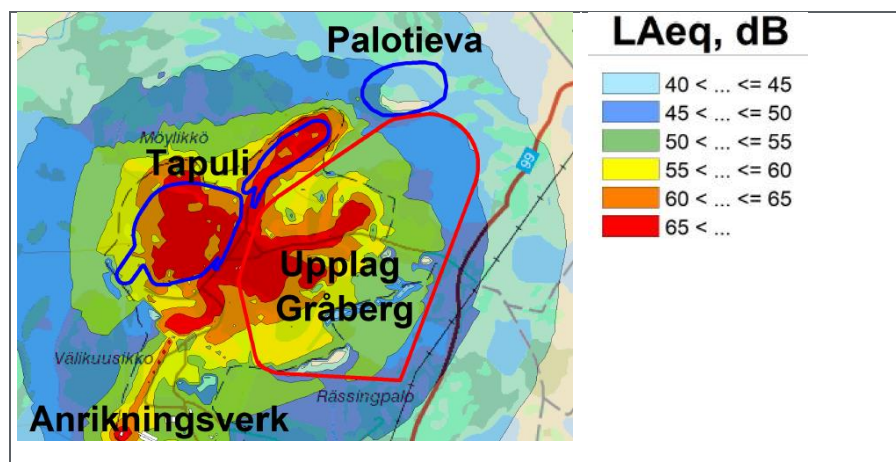 Palotieva
Möylikkö
Tapuli
99
Upplag
Gråberg
Välikuusikko
Rässingpalo
Anrikningsverk
LAeq, dB
40 < ... <= 45
45 < ... <= 50
50 < ... <= 55
55 < ... <= 60
60 < ... <= 65
65 < ...